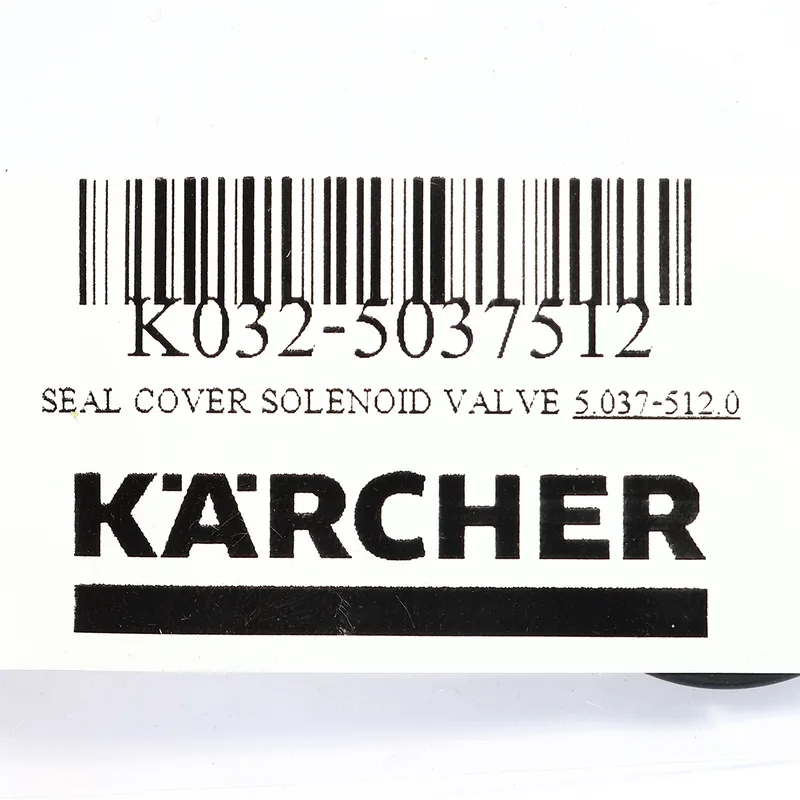 K032-5037512
SEAL COVER SOLENOID VALVE 5.037-512.0
KÄRCHER